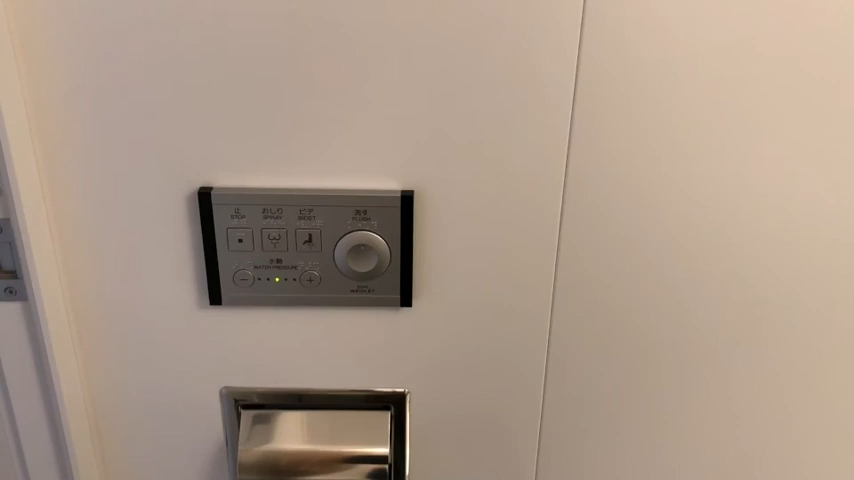 止 おしり ビデ 流す
STOP SPRAY BIDET FLUSH
水勢
WATER PRESSURE
− +